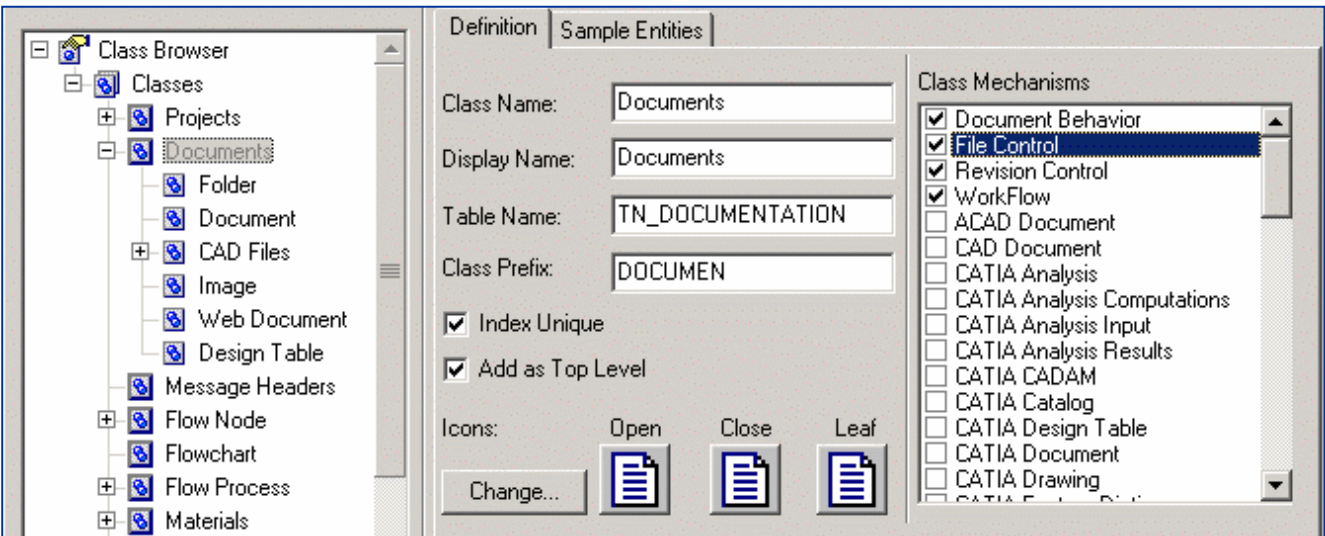 Class Browser
Classes
Projects
Documents
Folder
Document
CAD Files
Image
Web Document
Design Table
Message Headers
Flow Node
Flowchart
Flow Process
Materials
Definition
Sample Entities
Class Name:
Documents
Display Name:
Documents
Table Name:
TN_DOCUMENTATION
Class Prefix:
DOCUMEN
Index Unique
Add as Top Level
Icons:
Open
Close
Leaf
Change...
Class Mechanisms
Document Behavior
File Control
Revision Control
WorkFlow
ACAD Document
CAD Document
CATIA Analysis
CATIA Analysis Computations
CATIA Analysis Input
CATIA Analysis Results
CATIA CADAM
CATIA Catalog
CATIA Design Table
CATIA Document
CATIA Drawing